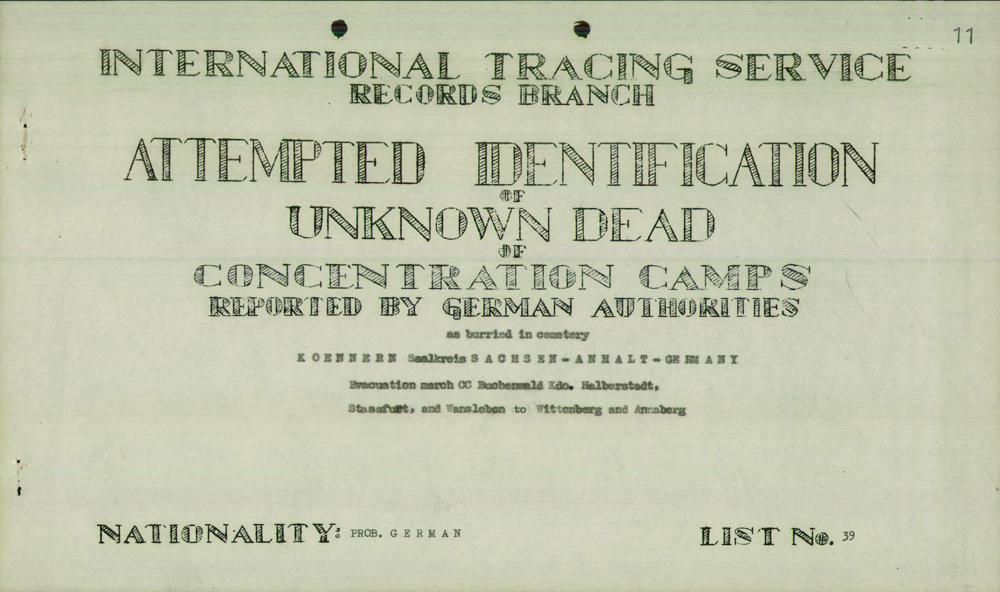 11
INTERNATIONAL TRACING SERVICE
RECORDS BRANCH
ATTEMPTED IDENTIFICATION
OF
UNKNOWN DEAD
OF
CONCENTRATION CAMPS
REPORTED BY GERMAN AUTHORITIES
as burried in cemetery
KOENNERN Saalkreis SACHSEN-ANHALT-GERMANY
Evacuation march CC Buchenwald Kdo. Halberstadt,
Stassfurt, and Wansleben to Wittenberg and Annaberg
NATIONALITY: PROB. GERMAN
LIST No. 39